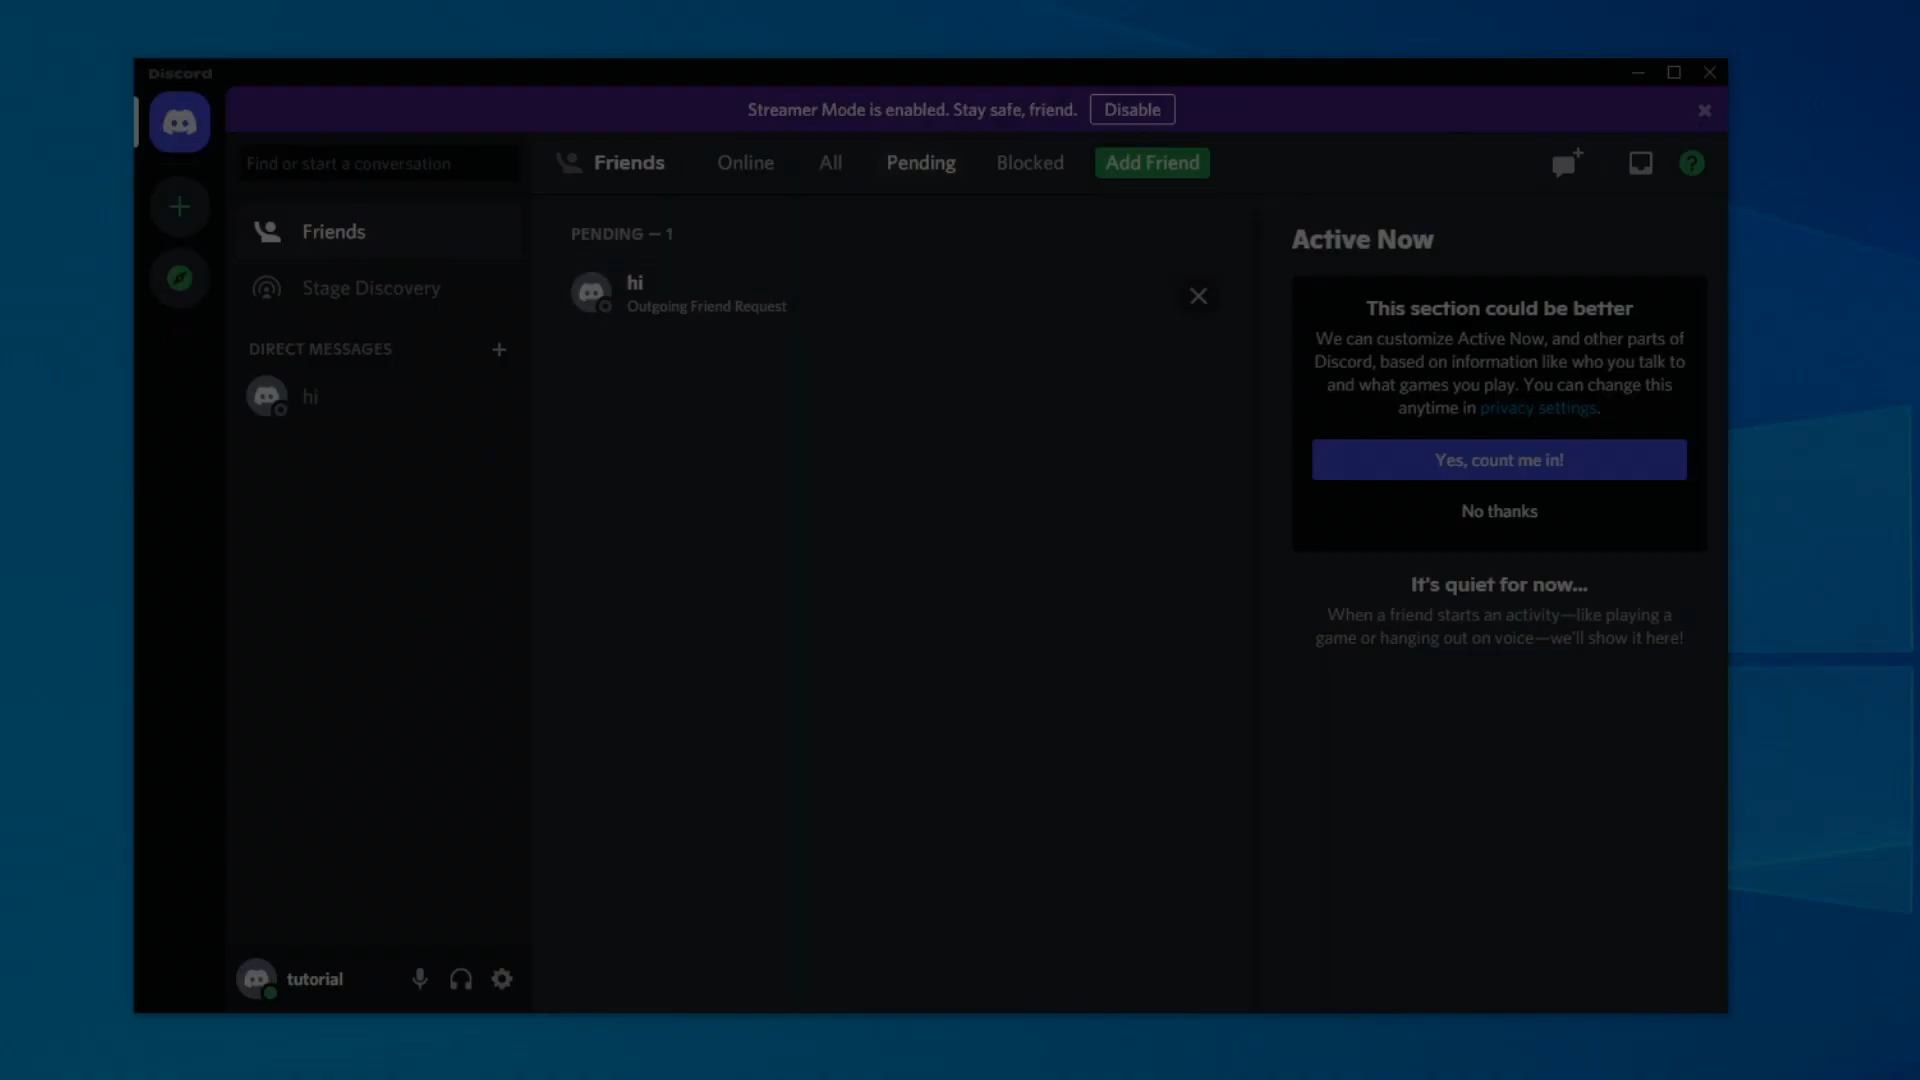 Discord
Streamer Mode is enabled. Stay safe, friend.
Disable
Find or start a conversation
Friends
Online
All
Pending
Blocked
Add Friend
Friends
Stage Discovery
DIRECT MESSAGES
hi
PENDING — 1
hi
Outgoing Friend Request
Active Now
This section could be better
We can customize Active Now, and other parts of
Discord, based on information like who you talk to
and what games you play. You can change this
anytime in privacy settings.
Yes, count me in!
No thanks
It's quiet for now...
When a friend starts an activity—like playing a
game or hanging out on voice—we'll show it here!
tutorial